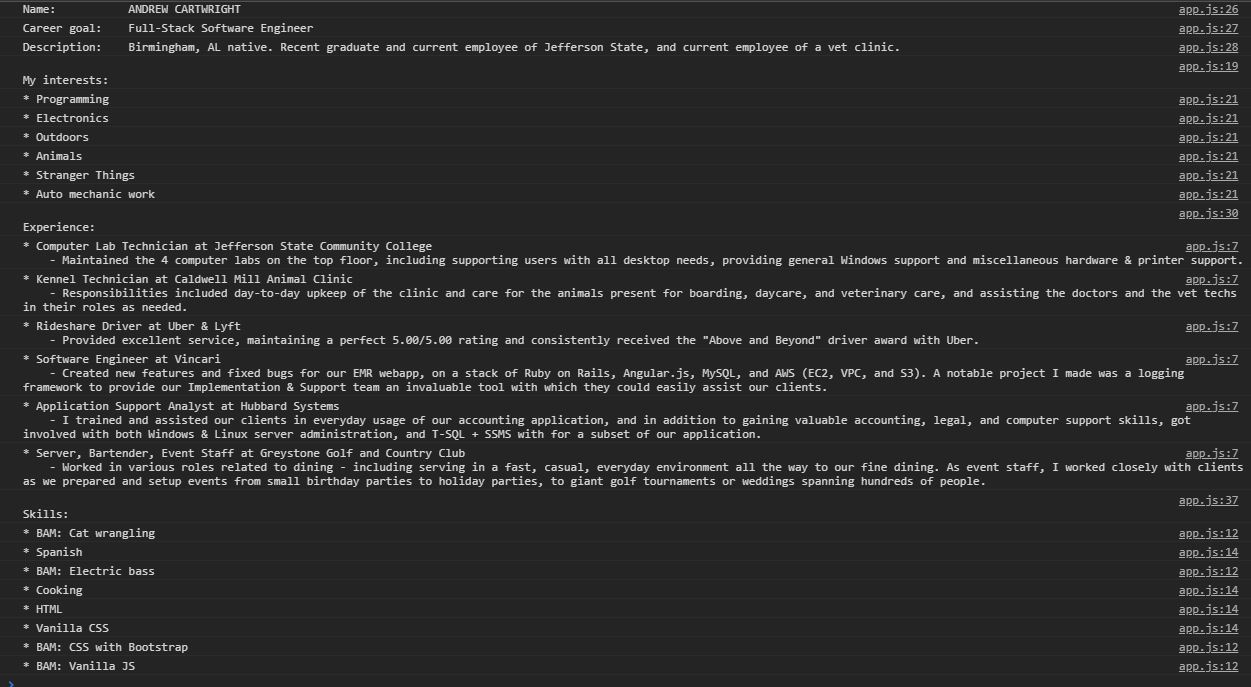 Name:           ANDREW CARTWRIGHT app.js:26
Career goal:    Full-Stack Software Engineer app.js:27
Description:    Birmingham, AL native. Recent graduate and current employee of Jefferson State, and current employee of a vet clinic. app.js:28
app.js:19
My interests:
* Programming app.js:21
* Electronics app.js:21
* Outdoors app.js:21
* Animals app.js:21
* Stranger Things app.js:21
* Auto mechanic work app.js:21
app.js:30
Experience:
* Computer Lab Technician at Jefferson State Community College app.js:7
- Maintained the 4 computer labs on the top floor, including supporting users with all desktop needs, providing general Windows support and miscellaneous hardware & printer support.
* Kennel Technician at Caldwell Mill Animal Clinic app.js:7
- Responsibilities included day-to-day upkeep of the clinic and care for the animals present for boarding, daycare, and veterinary care, and assisting the doctors and the vet techs
in their roles as needed.
* Rideshare Driver at Uber & Lyft app.js:7
- Provided excellent service, maintaining a perfect 5.00/5.00 rating and consistently received the "Above and Beyond" driver award with Uber.
* Software Engineer at Vincari app.js:7
- Created new features and fixed bugs for our EMR webapp, on a stack of Ruby on Rails, Angular.js, MySQL, and AWS (EC2, VPC, and S3). A notable project I made was a logging
framework to provide our Implementation & Support team an invaluable tool with which they could easily assist our clients.
* Application Support Analyst at Hubbard Systems app.js:7
- I trained and assisted our clients in everyday usage of our accounting application, and in addition to gaining valuable accounting, legal, and computer support skills, got
involved with both Windows & Linux server administration, and T-SQL + SSMS with for a subset of our application.
* Server, Bartender, Event Staff at Greystone Golf and Country Club app.js:7
- Worked in various roles related to dining - including serving in a fast, casual, everyday environment all the way to our fine dining. As event staff, I worked closely with clients
as we prepared and setup events from small birthday parties to holiday parties, to giant golf tournaments or weddings spanning hundreds of people.
app.js:37
Skills:
* BAM: Cat wrangling app.js:12
* Spanish app.js:14
* BAM: Electric bass app.js:12
* Cooking app.js:14
* HTML app.js:14
* Vanilla CSS app.js:14
* BAM: CSS with Bootstrap app.js:12
* BAM: Vanilla JS app.js:12